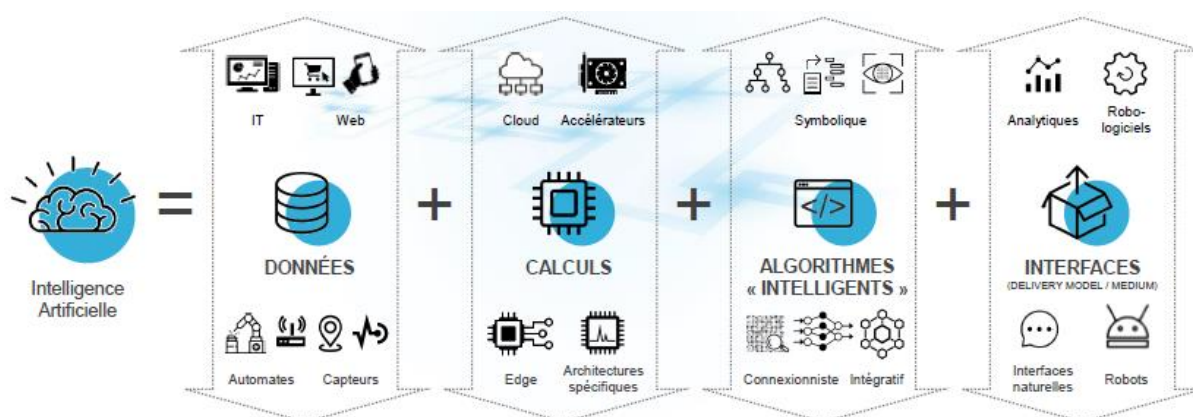 Intelligence
Artificielle
=
IT
Web
DONNÉES
Automates
Capteurs
+
Cloud
Accélérateurs
CALCULS
Edge
Architectures
spécifiques
+
Symbolique
</>
ALGORITHMES
« INTELLIGENTS »
Connexionniste
Intégratif
+
Analytiques
Robo-
logiciels
INTERFACES
(DELIVERY MODEL / MEDIUM)
Interfaces
naturelles
Robots